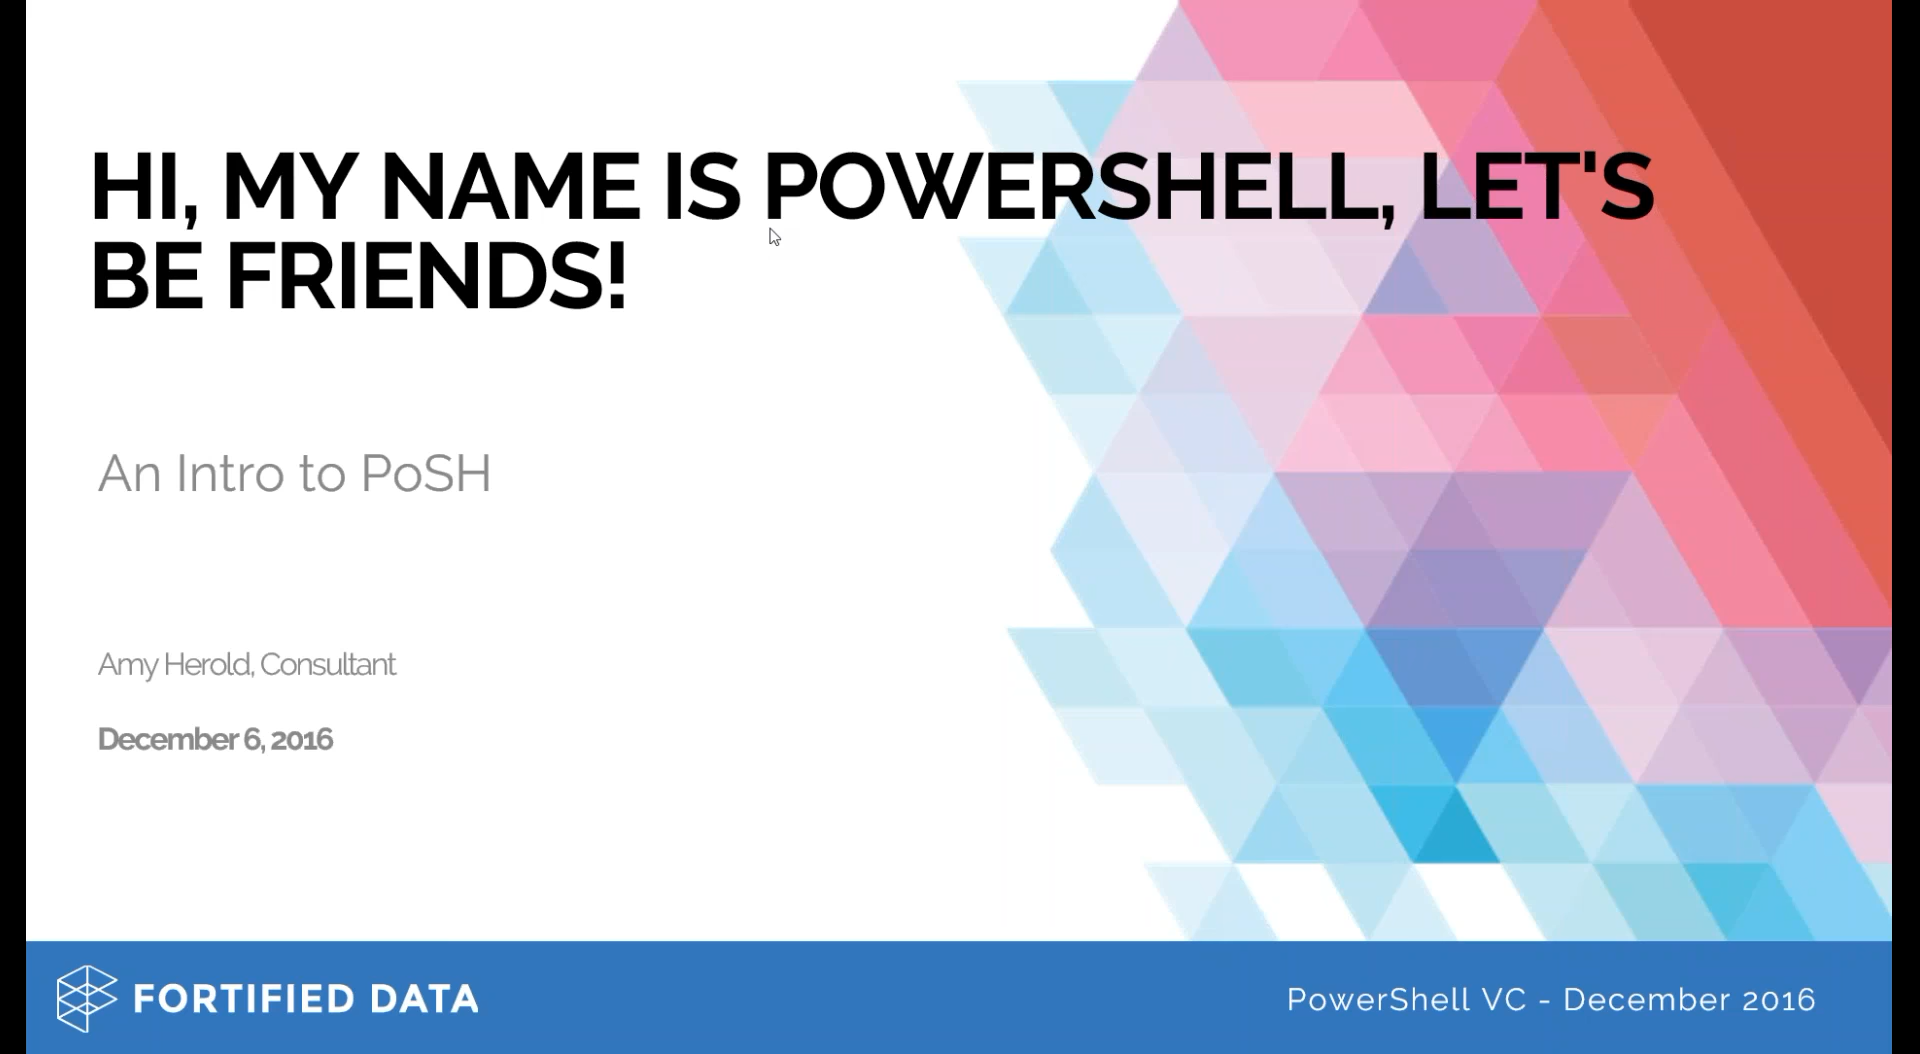 HI, MY NAME IS POWERSHELL, LET'S
BE FRIENDS!
An Intro to PoSH
Amy Herold, Consultant
December 6, 2016
FORTIFIED DATA
PowerShell VC - December 2016